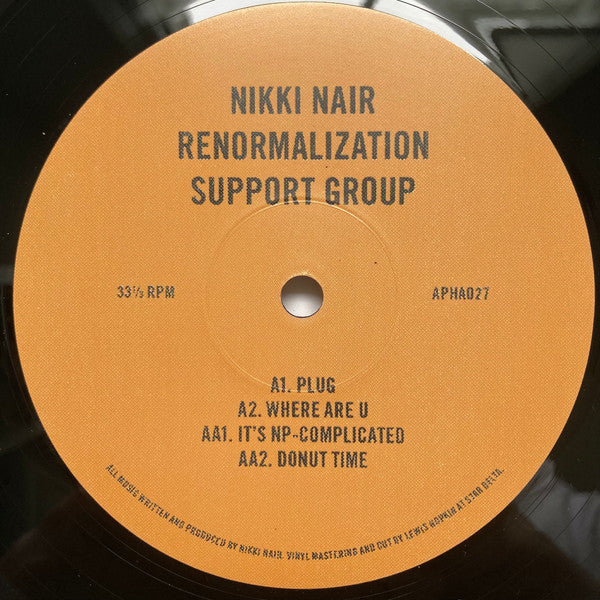 NIKKI NAIR
RENORMALIZATION
SUPPORT GROUP
33⅓ RPM
APHA027
A1. PLUG
A2. WHERE ARE U
AA1. IT'S NP-COMPLICATED
AA2. DONUT TIME
ALL MUSIC WRITTEN AND PRODUCED BY NIKKI NAIR. VINYL MASTERING AND CUT BY LEWIS HOPKIN AT STAR DELTA.